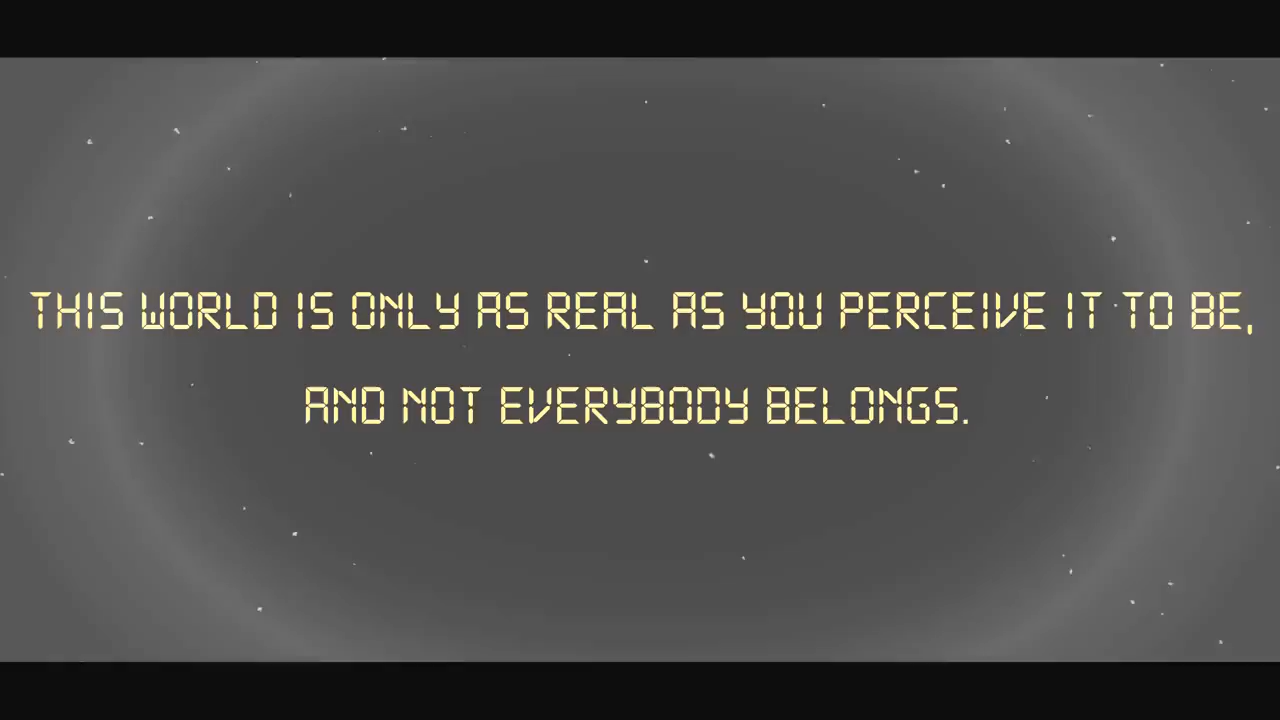 THIS WORLD IS ONLY AS REAL AS YOU PERCEIVE IT TO BE,
AND NOT EVERYBODY BELONGS.